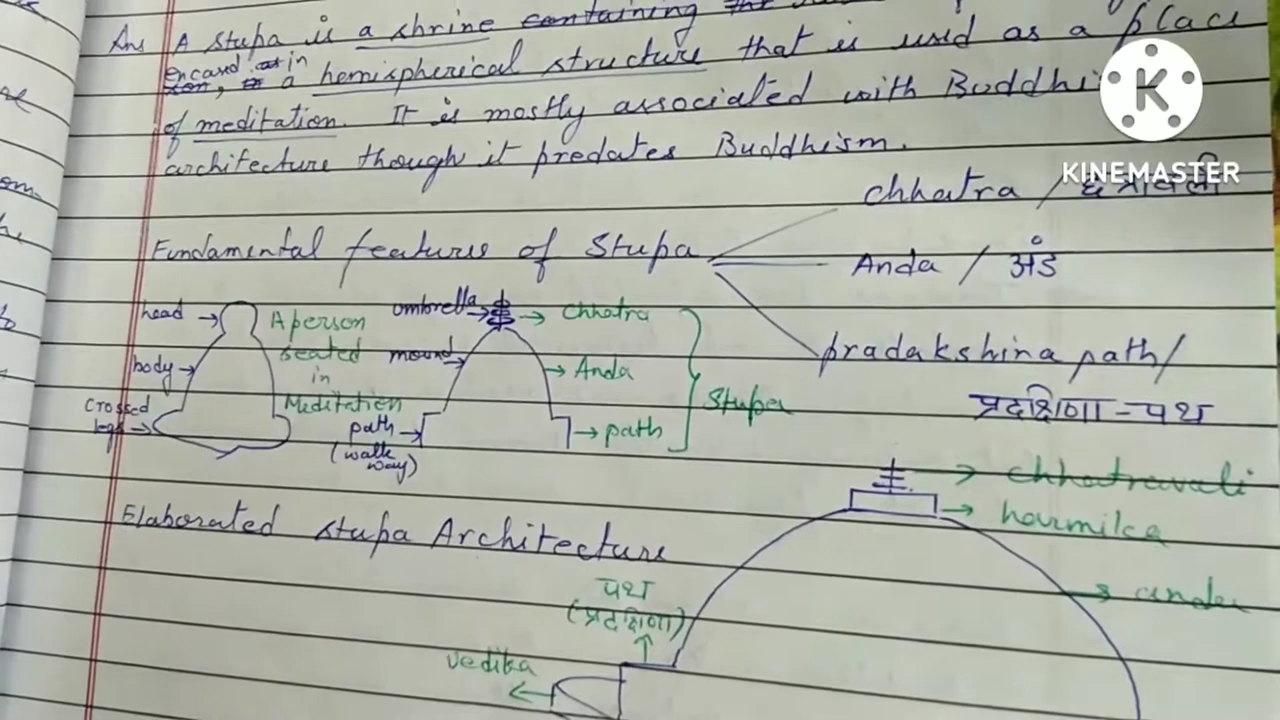 Ans A stupa is a shrine containing the
encased in
a hemispherical structure that is used as a place
of meditation. It is mostly associated with Buddhi
architecture though it predates Buddhism.
K
KINEMASTER
chhatra /
Fundamental features of Stupa
Anda / अंड
pradakshina path/
प्रदक्षिणा-पथ
head
A person
seated
in
Meditation
body
crossed
legs
umbrella
chhatra
mound
Anda
path
(walk
way)
path
Stupa
Elaborated stupa Architecture
chhatravali
harmika
anda
पथ
(प्रदक्षिणा)
vedika